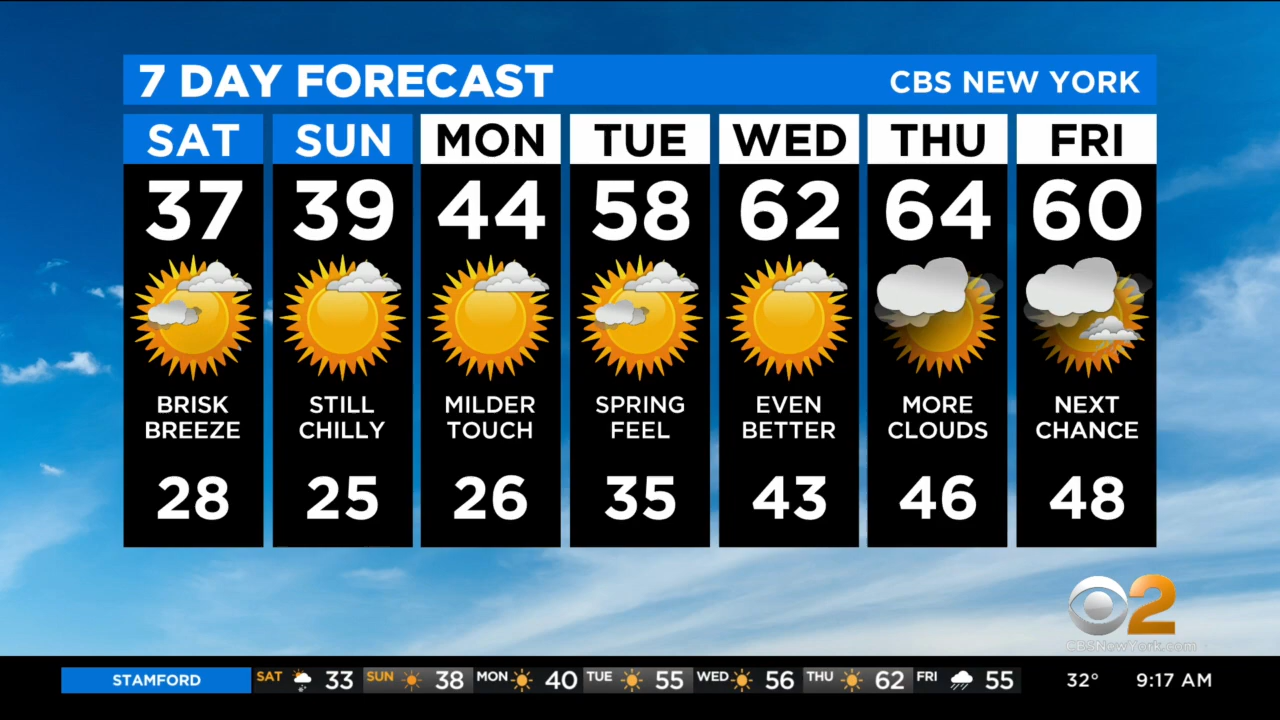 7 DAY FORECAST CBS NEW YORK
SAT SUN MON TUE WED THU FRI
37 39 44 58 62 64 60
BRISK STILL MILDER SPRING EVEN MORE NEXT
BREEZE CHILLY TOUCH FEEL BETTER CLOUDS CHANCE
28 25 26 35 43 46 48
2
CBSNewYork.com
STAMFORD SAT 33 SUN 38 MON 40 TUE 55 WED 56 THU 62 FRI 55 32° 9:17 AM